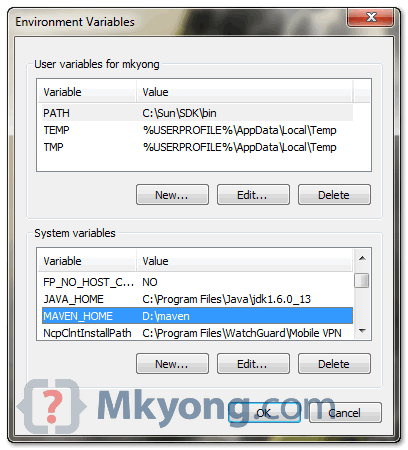 Environment Variables
User variables for mkyong
Variable Value
PATH C:\Sun\SDK\bin
TEMP %USERPROFILE%\AppData\Local\Temp
TMP %USERPROFILE%\AppData\Local\Temp
New... Edit... Delete
System variables
Variable Value
FP_NO_HOST_C... NO
JAVA_HOME C:\Program Files\Java\jdk1.6.0_13
MAVEN_HOME D:\maven
NcpClntInstallPath C:\Program Files\WatchGuard\Mobile VPN
New... Edit... Delete
{?} Mkyong.com
OK Cancel